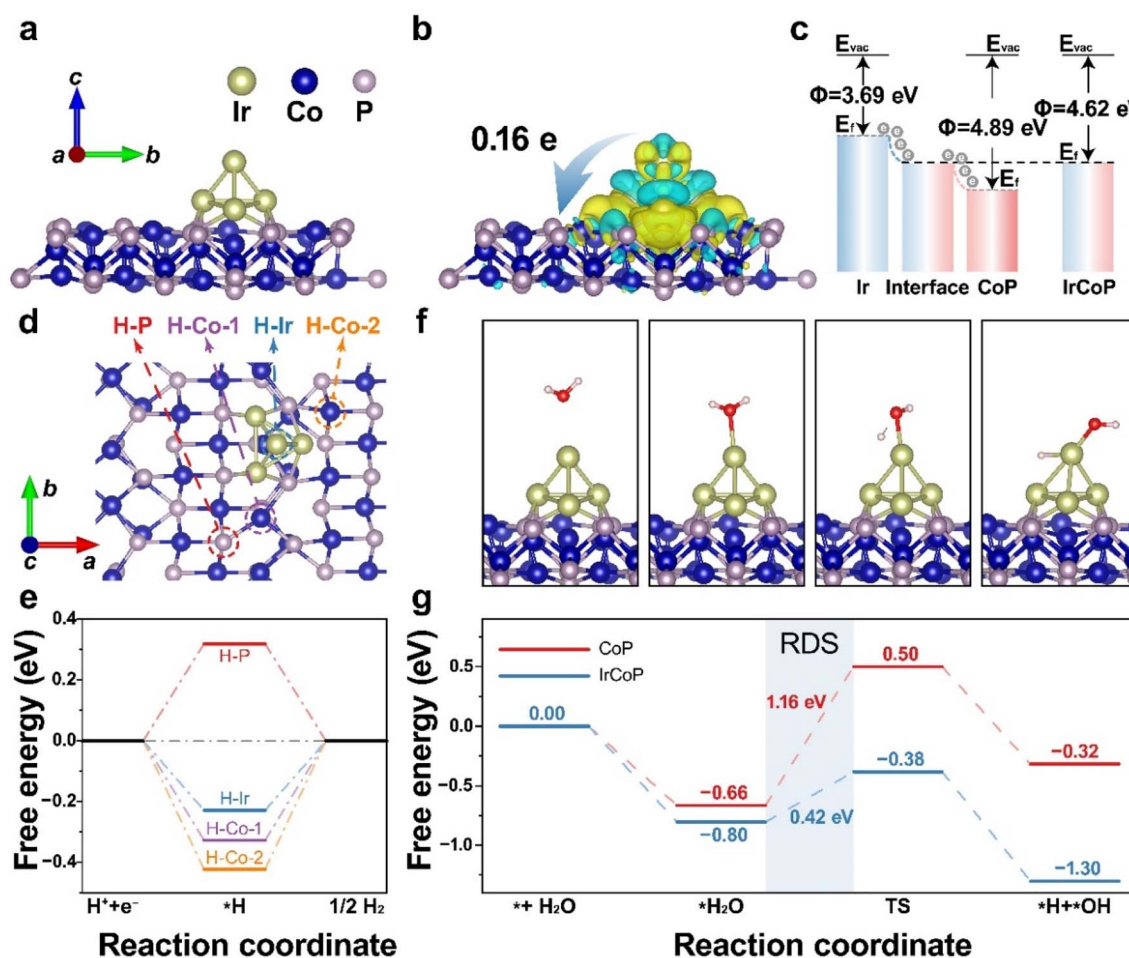 a
c
a
b
Ir
Co
P
b
0.16 e
c
Evac
Evac
Evac
Φ=3.69 eV
Φ=4.89 eV
Φ=4.62 eV
Ef
e
e
e
e
e
e
e
e
Ef
Ef
Ir
Interface
CoP
IrCoP
d
H-P
H-Co-1
H-Ir
H-Co-2
b
c
a
f
e
Free energy (eV)
0.4
0.2
0.0
−0.2
−0.4
H-P
H-Ir
H-Co-1
H-Co-2
H⁺+e⁻
*H
1/2 H₂
Reaction coordinate
g
Free energy (eV)
0.5
0.0
−0.5
−1.0
CoP
IrCoP
RDS
0.00
−0.66
−0.80
1.16 eV
0.42 eV
0.50
−0.38
−0.32
−1.30
*+ H₂O
*H₂O
TS
*H+*OH
Reaction coordinate